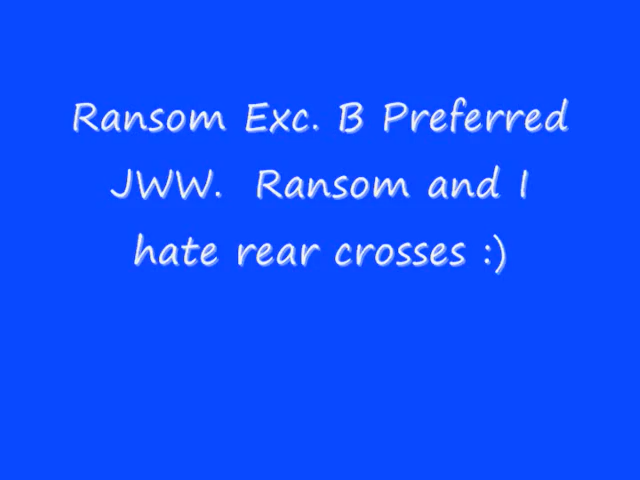 Ransom Exc. B Preferred
JWW.  Ransom and I
hate rear crosses :)